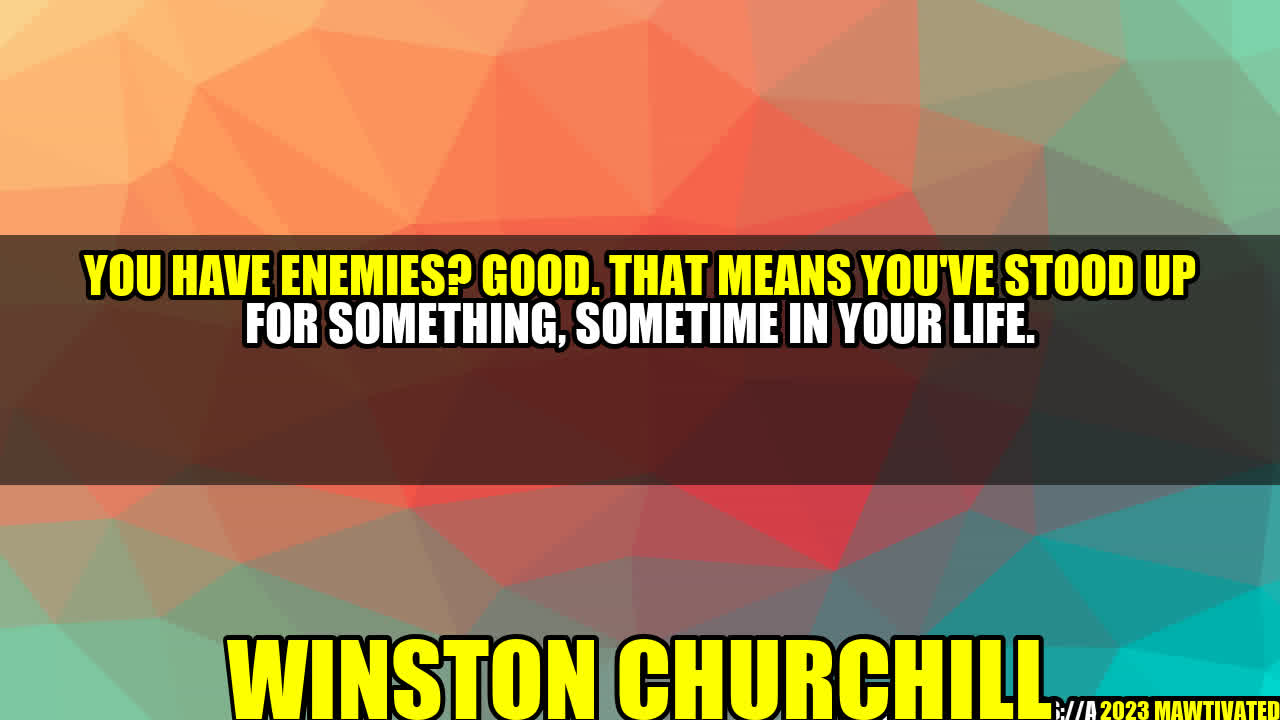 YOU HAVE ENEMIES? GOOD. THAT MEANS YOU'VE STOOD UP
FOR SOMETHING, SOMETIME IN YOUR LIFE.
WINSTON CHURCHILL
://A 2023 MAWTIVATED